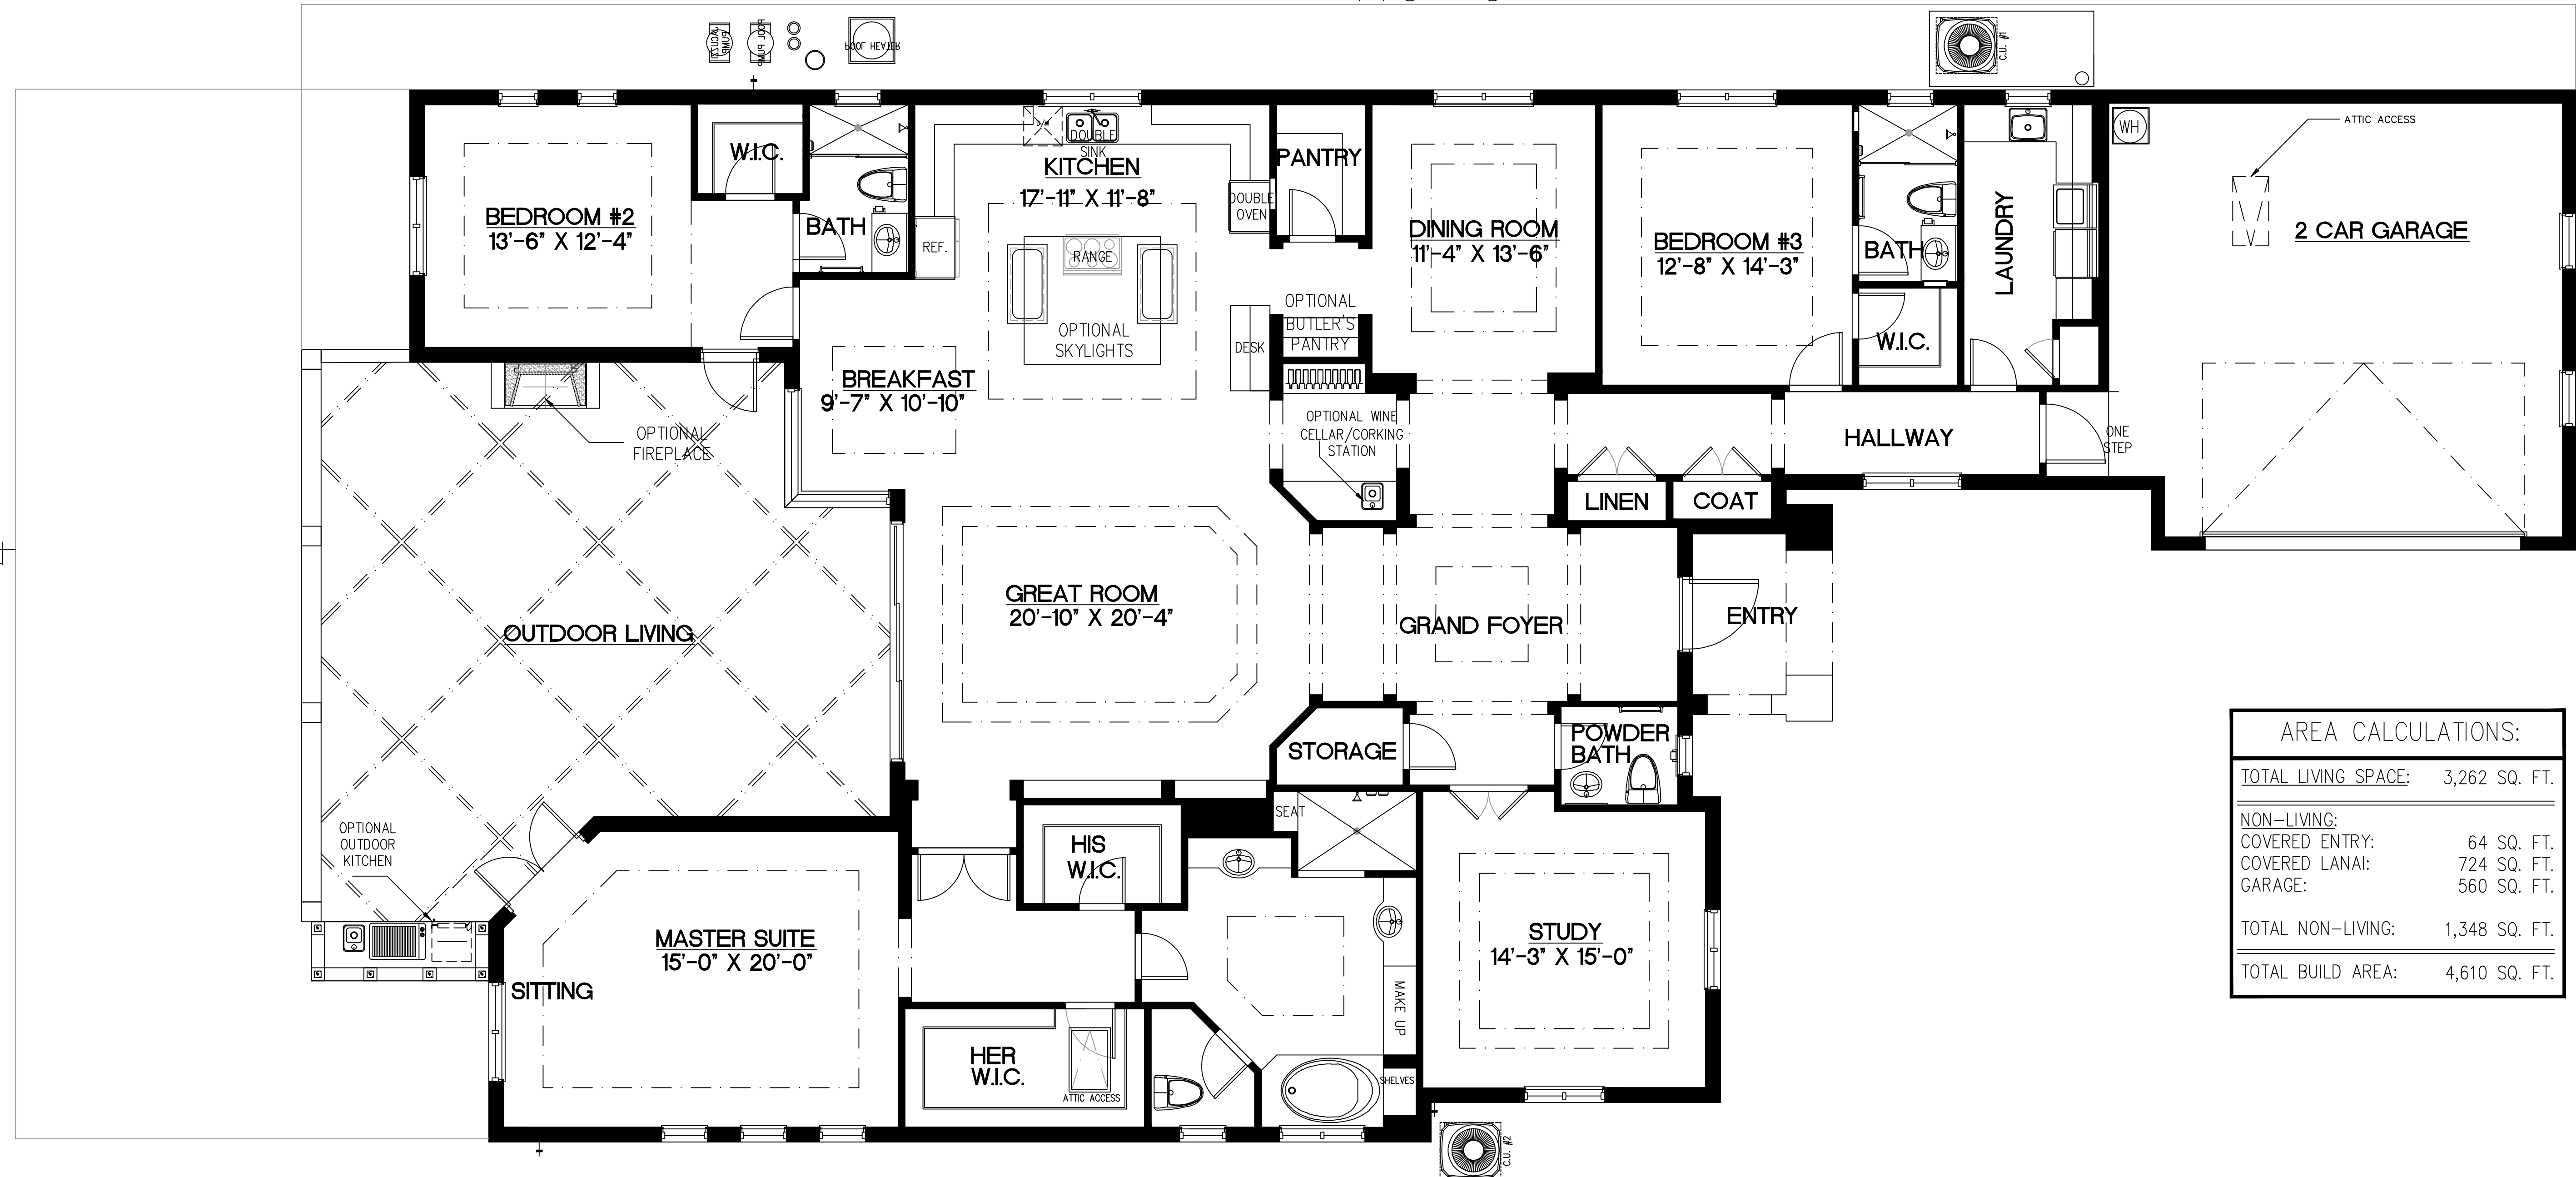 JACUZZI
PUMP
POOL PUMP
POOL HEATER
C.U. #1
BEDROOM #2
13'-6" X 12'-4"
W.I.C.
BATH
D/W
DOUBLE
SINK
KITCHEN
17'-11" X 11'-8"
REF.
RANGE
OPTIONAL
SKYLIGHTS
DOUBLE
OVEN
PANTRY
DESK
OPTIONAL
BUTLER'S
PANTRY
DINING ROOM
11'-4" X 13'-6"
BEDROOM #3
12'-8" X 14'-3"
BATH
W.I.C.
LAUNDRY
WH
ATTIC ACCESS
2 CAR GARAGE
BREAKFAST
9'-7" X 10'-10"
OPTIONAL
FIREPLACE
OPTIONAL WINE
CELLAR/CORKING
STATION
HALLWAY
ONE
STEP
LINEN
COAT
OUTDOOR LIVING
GREAT ROOM
20'-10" X 20'-4"
GRAND FOYER
ENTRY
STORAGE
POWDER
BATH
OPTIONAL
OUTDOOR
KITCHEN
SEAT
HIS
W.I.C.
MASTER SUITE
15'-0" X 20'-0"
SITTING
STUDY
14'-3" X 15'-0"
MAKE UP
HER
W.I.C.
ATTIC ACCESS
SHELVES
C.U. #2
AREA CALCULATIONS:
TOTAL LIVING SPACE: 3,262 SQ. FT.
NON-LIVING:
COVERED ENTRY: 64 SQ. FT.
COVERED LANAI: 724 SQ. FT.
GARAGE: 560 SQ. FT.
TOTAL NON-LIVING: 1,348 SQ. FT.
TOTAL BUILD AREA: 4,610 SQ. FT.